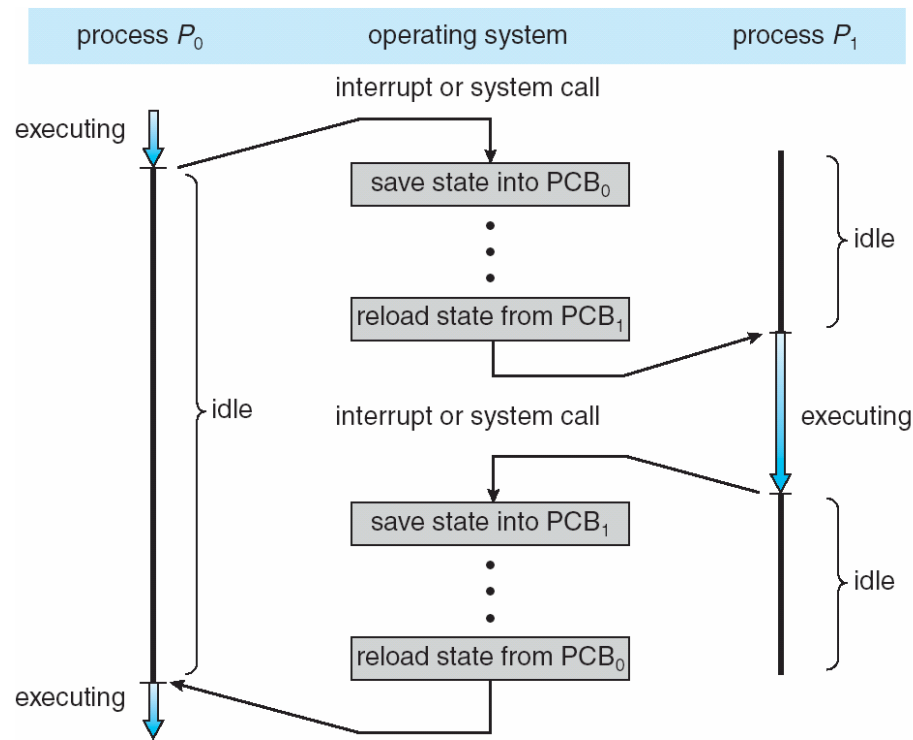 process P₀ operating system process P₁
interrupt or system call
executing
save state into PCB₀
idle
reload state from PCB₁
idle
interrupt or system call
executing
save state into PCB₁
idle
reload state from PCB₀
executing